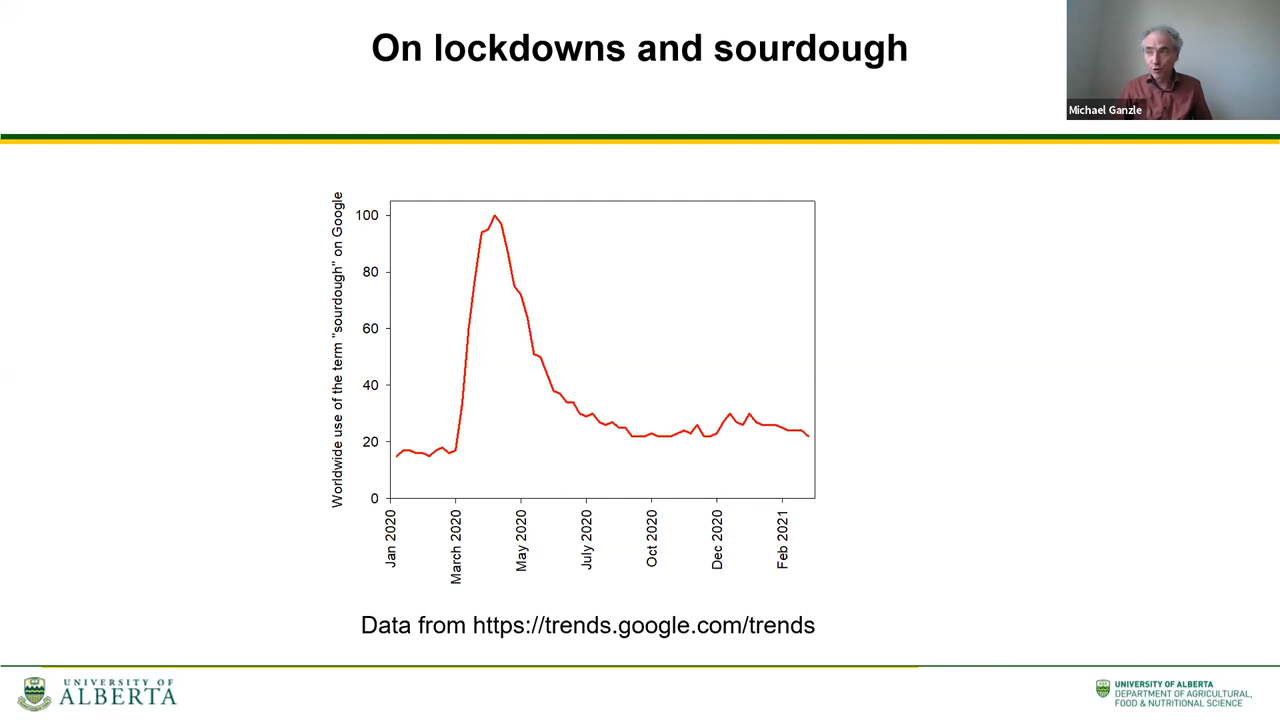 On lockdowns and sourdough
Michael Ganzle
Worldwide use of the term "sourdough" on Google
100
80
60
40
20
0
Jan 2020
March 2020
May 2020
July 2020
Oct 2020
Dec 2020
Feb 2021
Data from https://trends.google.com/trends
UNIVERSITY OF
ALBERTA
UNIVERSITY OF ALBERTA
DEPARTMENT OF AGRICULTURAL,
FOOD & NUTRITIONAL SCIENCE